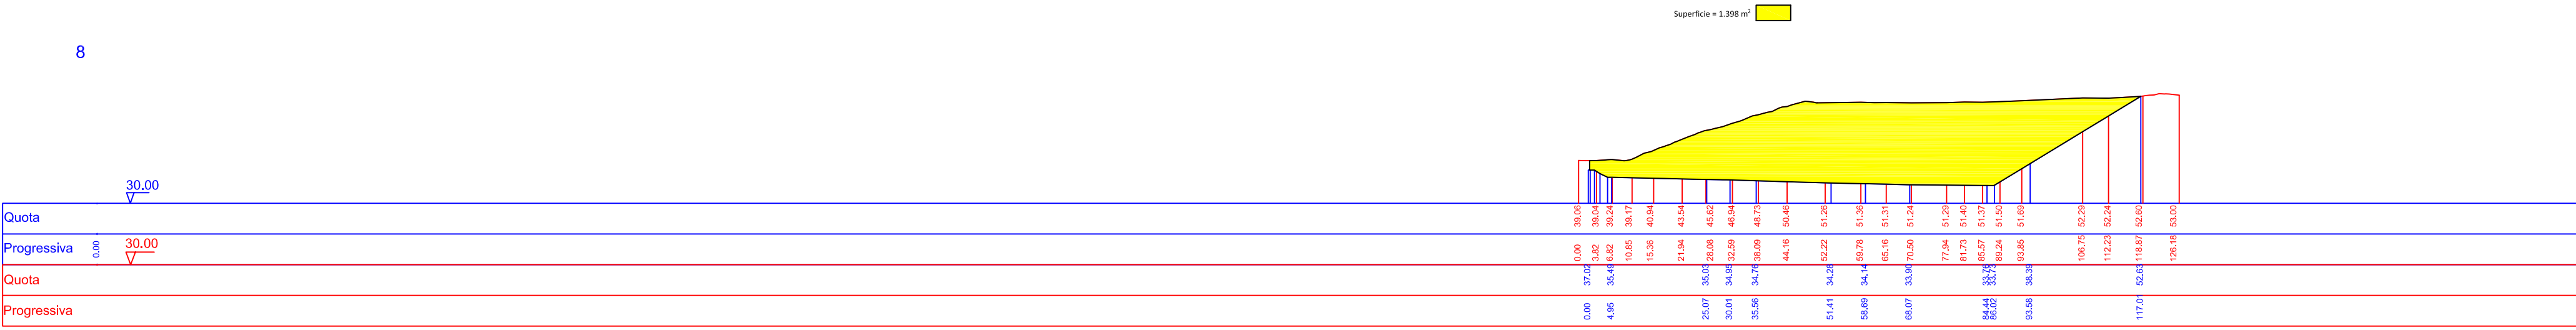 Superficie = 1.398 m²
8
30.00
Quota
39,06 39,04 39,24 39,17 40,94 43,54 45,62 46,94 48,73 50,46 51,26 51,36 51,31 51,24 51,29 51,40 51,37 51,50 51,69 52,29 52,24 52,60 53,00
Progressiva 0.00 30.00
0,00 3,82 6,82 10,85 15,36 21,94 28,08 32,59 38,09 44,16 52,22 59,78 65,16 70,50 77,94 81,73 85,57 89,24 93,85 106,75 112,23 118,87 126,18
Quota
37,02 35,49 35,03 34,95 34,76 34,26 34,14 33,90 33,76 33,73 38,39 52,63
Progressiva
0.00 4.95 25.07 30.01 35.56 51.41 58.69 68.07 84.44 86.02 93.58 117.01